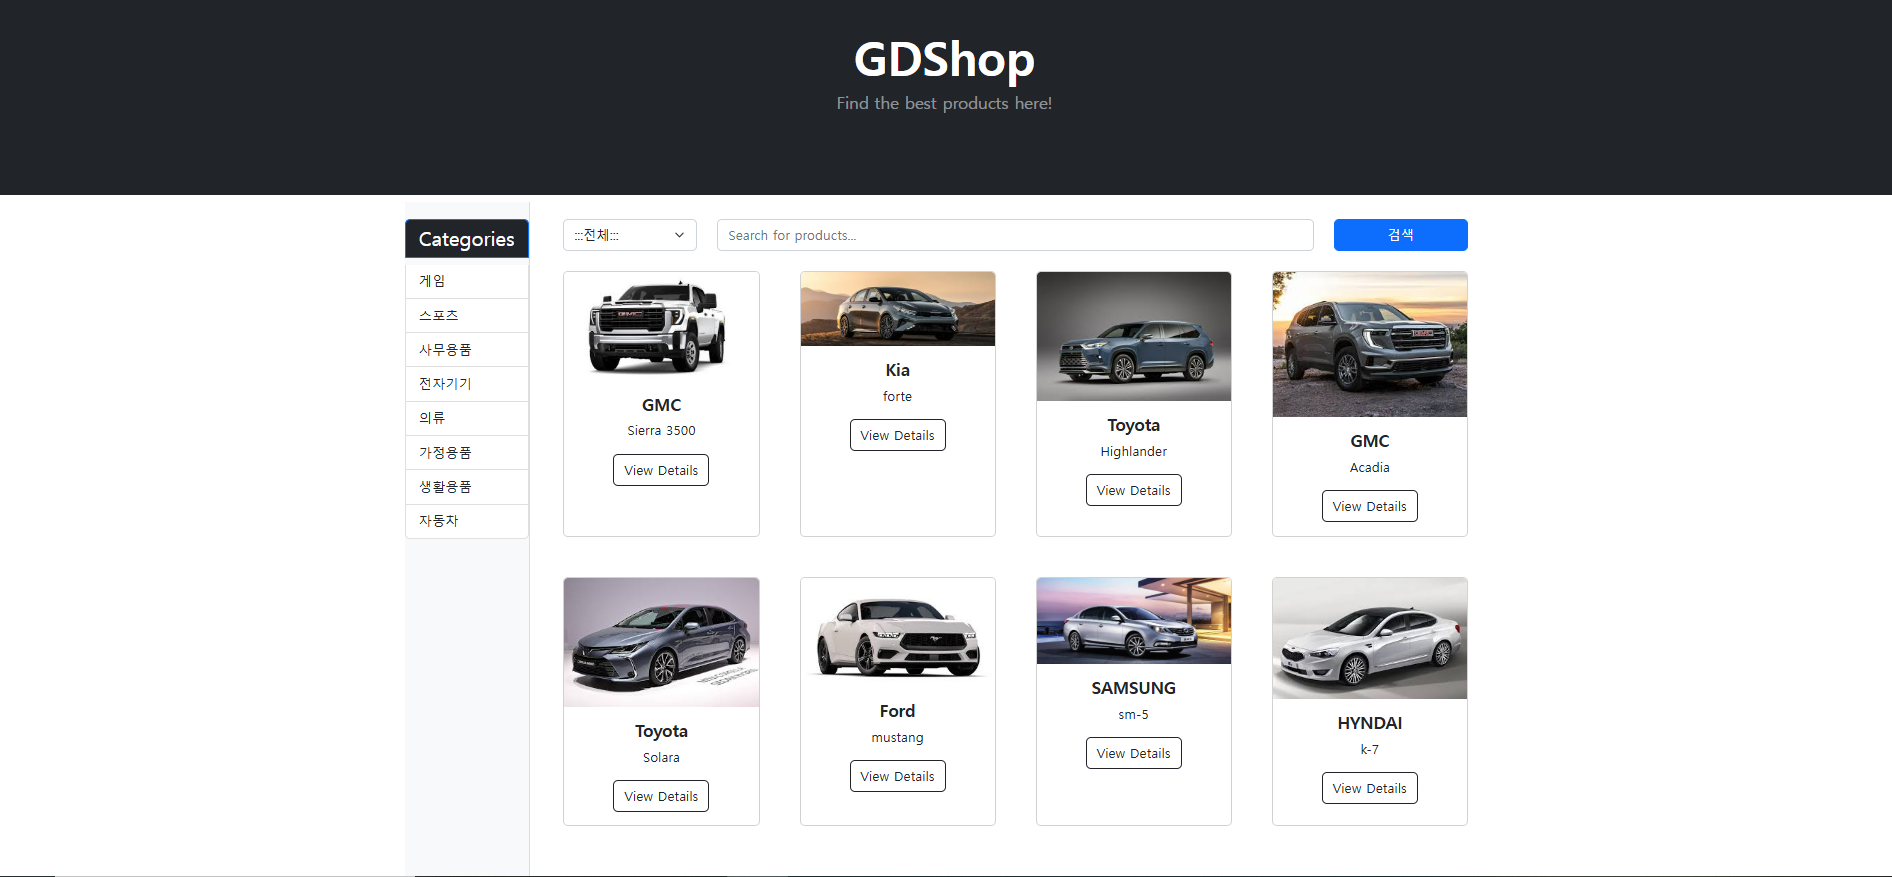 GDShop
Find the best products here!
Categories
게임
스포츠
사무용품
전자기기
의류
가정용품
생활용품
자동차
:::전체:::
Search for products...
검색
GMC
Sierra 3500
View Details
Kia
forte
View Details
Toyota
Highlander
View Details
GMC
Acadia
View Details
Toyota
Solara
View Details
Ford
mustang
View Details
SAMSUNG
sm-5
View Details
HYNDAI
k-7
View Details